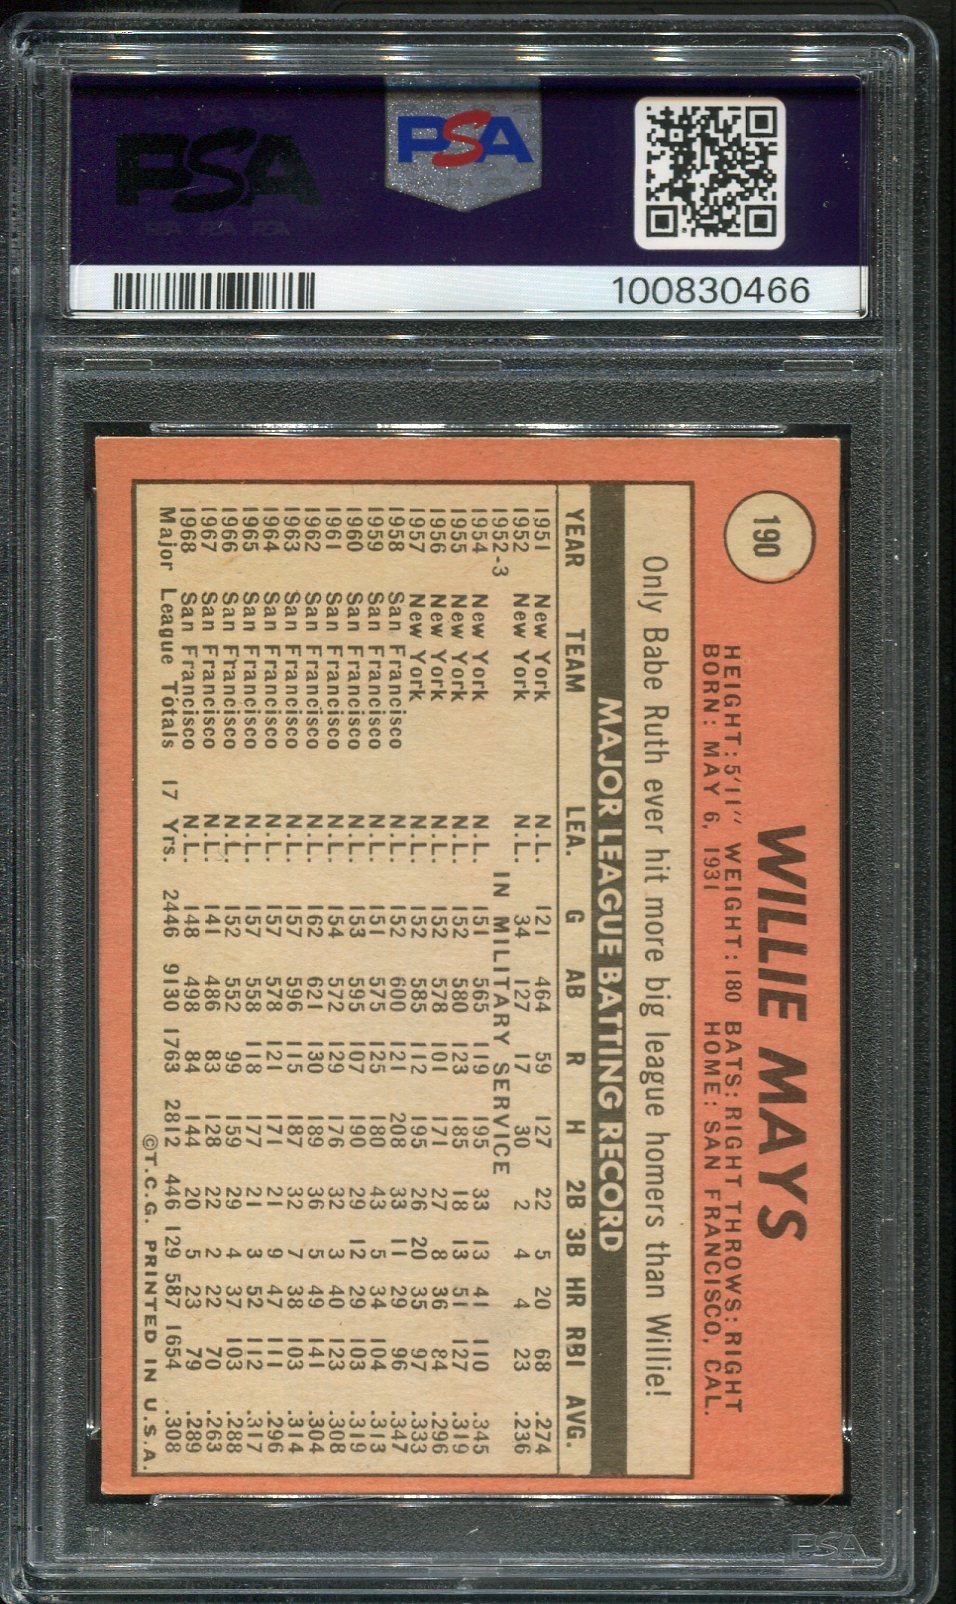 PSA
PSA
100830466
190
WILLIE MAYS
HEIGHT: 5'11" WEIGHT: 180 BATS: RIGHT THROWS: RIGHT
BORN: MAY 6, 1931 HOME: SAN FRANCISCO, CAL.
Only Babe Ruth ever hit more big league homers than Willie!
MAJOR LEAGUE BATTING RECORD
YEAR TEAM LEA. G AB R H 2B 3B HR RBI AVG.
1951 New York N.L. 121 464 59 127 22 5 20 68 .274
1952 New York N.L. 34 127 17 30 2 4 4 23 .236
1952-3 IN MILITARY SERVICE
1954 New York N.L. 151 565 119 195 33 13 41 110 .345
1955 New York N.L. 152 580 123 185 18 13 51 127 .319
1956 New York N.L. 152 578 101 171 27 8 36 84 .296
1957 New York N.L. 152 585 112 195 26 20 35 97 .333
1958 San Francisco N.L. 152 600 121 208 33 11 29 96 .347
1959 San Francisco N.L. 151 575 125 180 43 5 34 104 .313
1960 San Francisco N.L. 153 595 107 190 29 12 29 103 .319
1961 San Francisco N.L. 154 572 129 176 32 3 40 123 .308
1962 San Francisco N.L. 162 621 130 189 36 5 49 141 .304
1963 San Francisco N.L. 157 596 115 187 32 7 38 103 .314
1964 San Francisco N.L. 157 578 121 171 21 9 47 111 .296
1965 San Francisco N.L. 157 558 118 177 21 3 52 112 .317
1966 San Francisco N.L. 152 552 99 159 29 4 37 103 .288
1967 San Francisco N.L. 141 486 83 128 22 2 22 70 .263
1968 San Francisco N.L. 148 498 84 144 20 5 23 79 .289
Major League Totals 17 Yrs. 2446 9130 1763 2812 446 129 587 1654 .308
©T.C.G. PRINTED IN U.S.A.
PSA